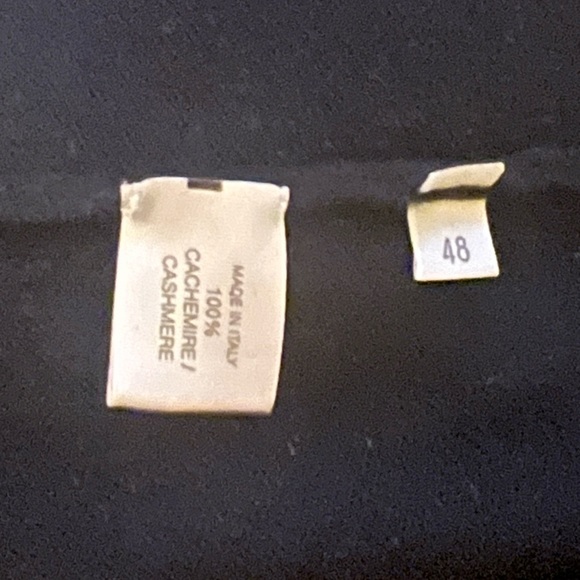 MADE IN ITALY
100%
CACHEMIRE /
CASHMERE
48